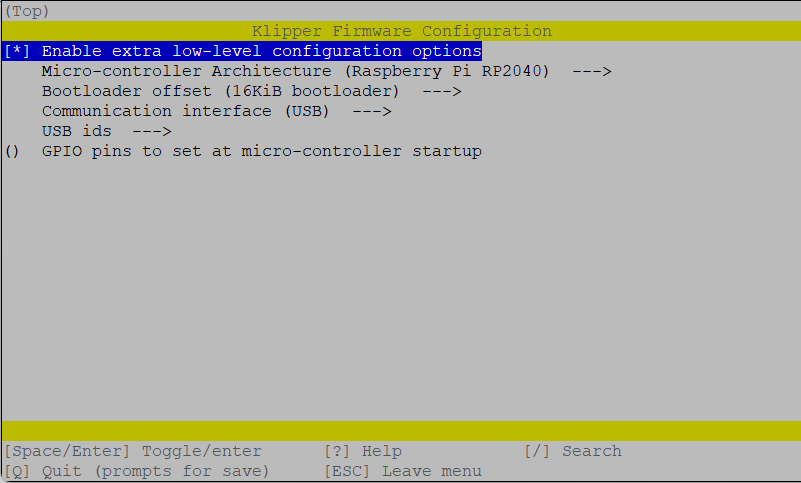 (Top)
Klipper Firmware Configuration
[*] Enable extra low-level configuration options
Micro-controller Architecture (Raspberry Pi RP2040)  --->
Bootloader offset (16KiB bootloader)  --->
Communication interface (USB)  --->
USB ids  --->
()  GPIO pins to set at micro-controller startup
[Space/Enter] Toggle/enter      [?] Help            [/] Search
[Q] Quit (prompts for save)     [ESC] Leave menu